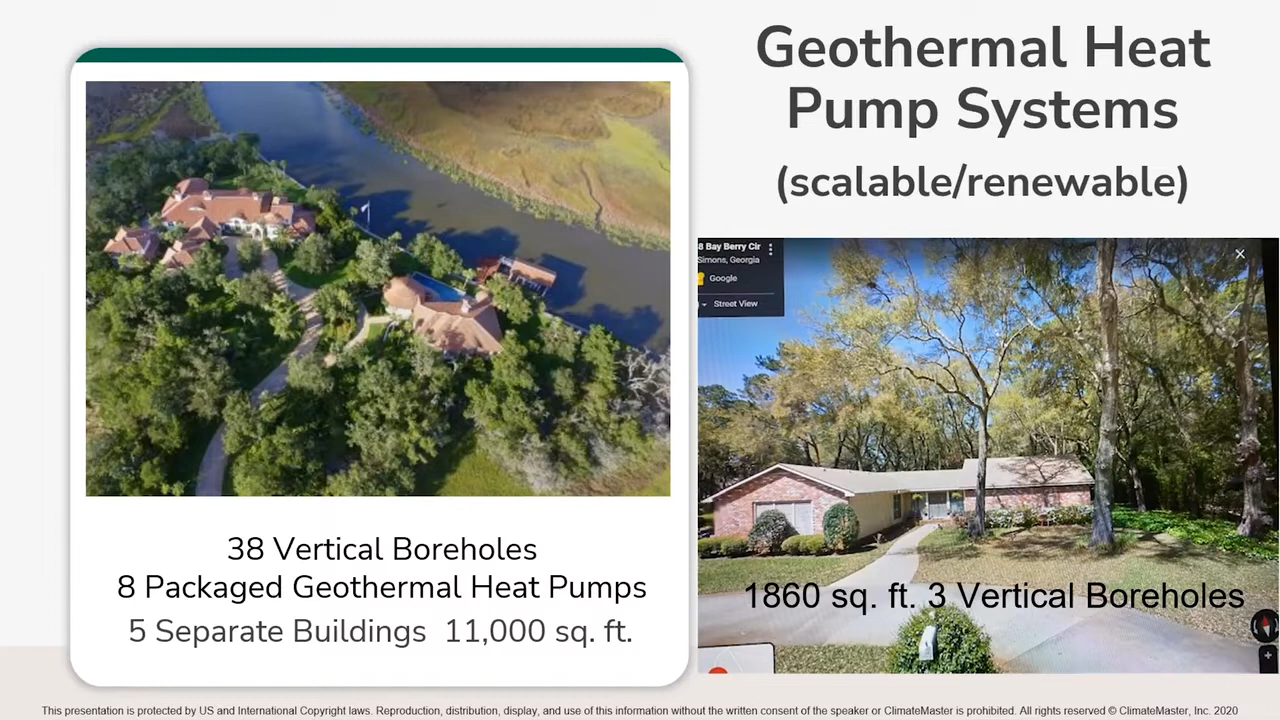 Geothermal Heat
Pump Systems
(scalable/renewable)
38 Vertical Boreholes
8 Packaged Geothermal Heat Pumps
5 Separate Buildings 11,000 sq. ft.
8 Bay Berry Cir
Simons, Georgia
Google
Street View
1860 sq. ft. 3 Vertical Boreholes
This presentation is protected by US and International Copyright laws. Reproduction, distribution, display, and use of this information without the written consent of the speaker or ClimateMaster is prohibited. All rights reserved © ClimateMaster, Inc. 2020